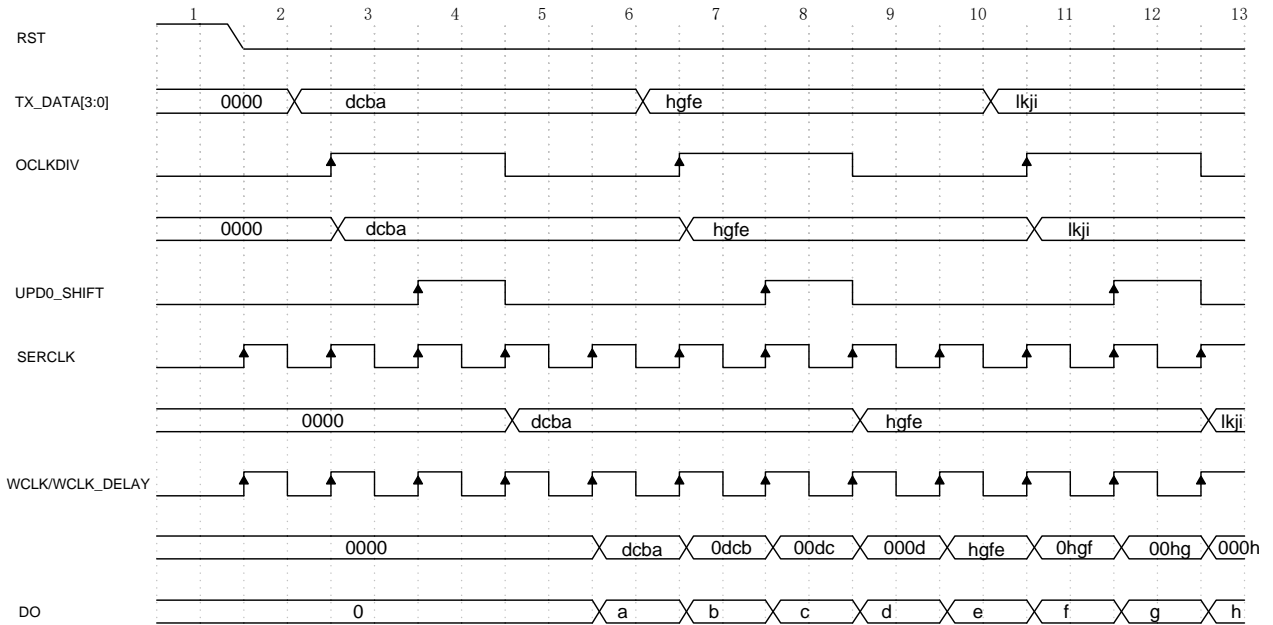 1 2 3 4 5 6 7 8 9 10 11 12 13
RST
TX_DATA[3:0] 0000 dcba hgfe lkji
OCLKDIV
0000 dcba hgfe lkji
UPD0_SHIFT
SERCLK
0000 dcba hgfe lkji
WCLK/WCLK_DELAY
0000 dcba 0dcb 00dc 000d hgfe 0hgf 00hg 000h
DO 0 a b c d e f g h